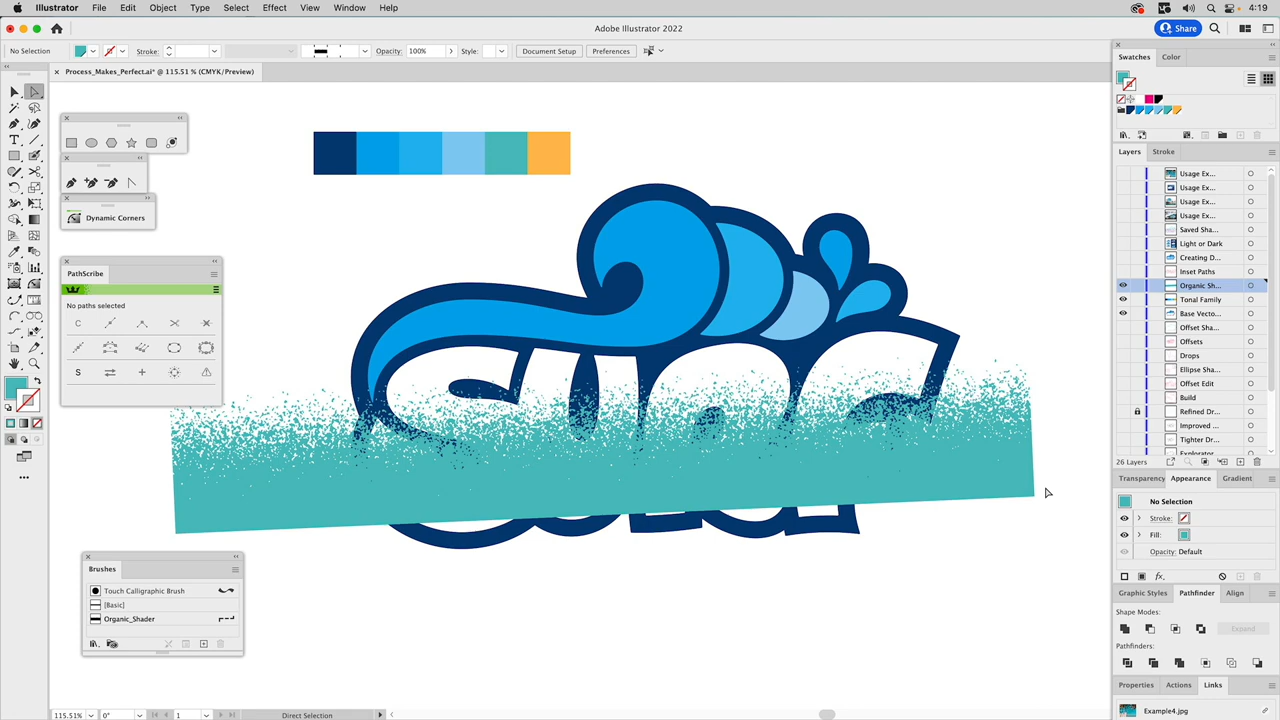 Illustrator File Edit Object Type Select Effect View Window Help 4:19
Adobe Illustrator 2022
Share
No Selection Stroke: Opacity: 100% Style: Document Setup Preferences
Process_Makes_Perfect.ai* @ 115.51 % (CMYK/Preview)
Dynamic Corners
PathScribe
No paths selected
Brushes
Touch Calligraphic Brush
[Basic]
Organic_Shader
Swatches Color
Layers Stroke
Usage Ex...
Usage Ex...
Usage Ex...
Usage Ex...
Saved Sha...
Light or Dark
Creating D...
Inset Paths
Organic Sh...
Tonal Family
Base Vecto...
Offset Sha...
Offsets
Drops
Ellipse Sha...
Offset Edit
Build
Refined Dr...
Improved ...
Tighter Dr...
26 Layers
Transparency Appearance Gradient
No Selection
Stroke:
Fill:
Opacity: Default
fx,
Graphic Styles Pathfinder Align
Shape Modes:
Expand
Pathfinders:
Properties Actions Links
Example4.jpg
115.51% 0° 1 Direct Selection